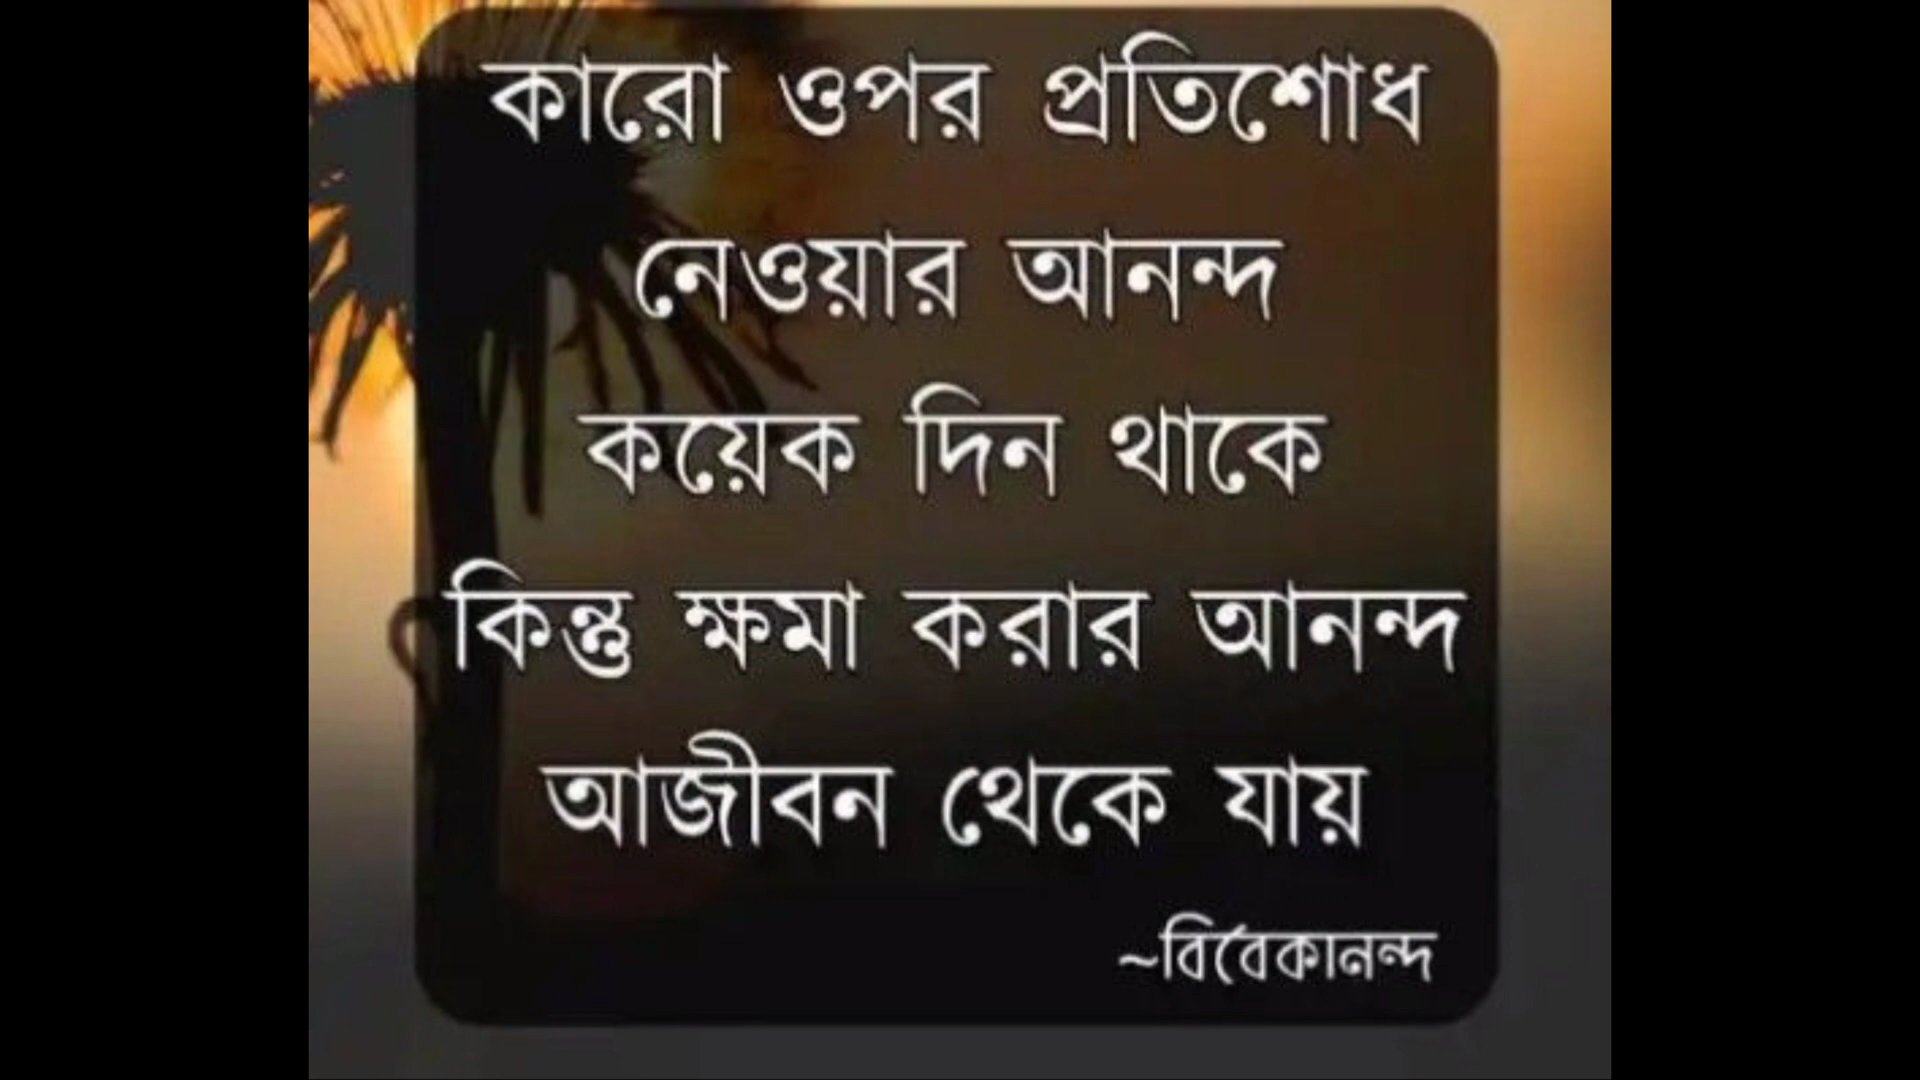 কারো ওপর প্রতিশোধ
নেওয়ার আনন্দ
কয়েক দিন থাকে
কিন্তু ক্ষমা করার আনন্দ
আজীবন থেকে যায়
~বিবেকানন্দ